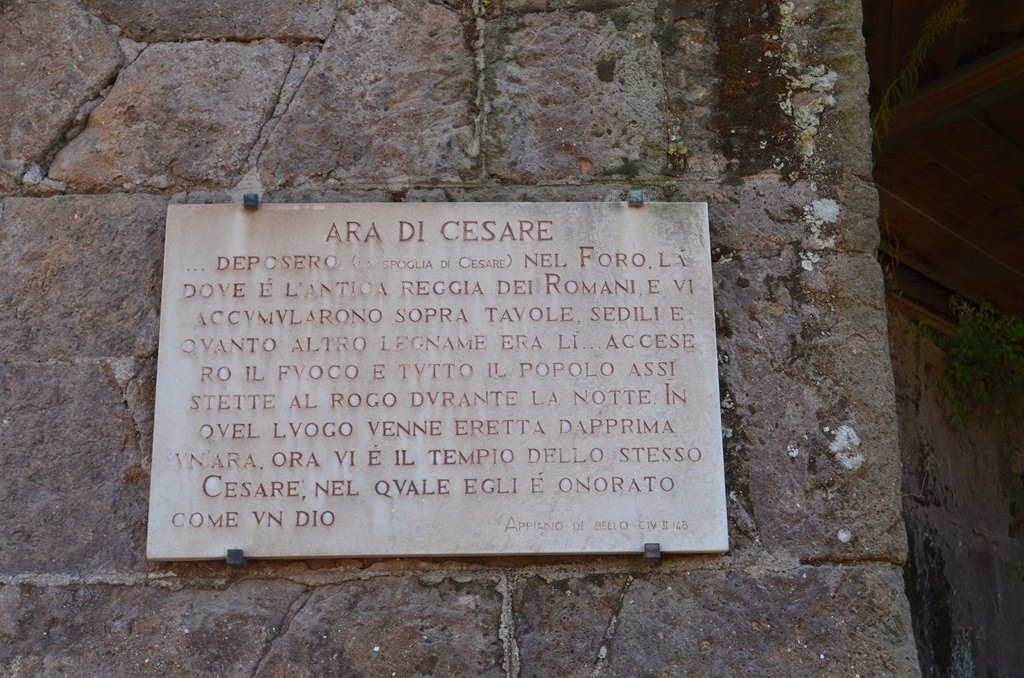 ARA DI CESARE
... DEPOSERO (LA SPOGLIA DI CESARE) NEL FORO, LÀ
DOVE É L'ANTICA REGGIA DEI ROMANI, E VI
ACCVMVLARONO SOPRA TAVOLE, SEDILI E
QVANTO ALTRO LEGNAME ERA LI... ACCESE
RO IL FVOCO E TVTTO IL POPOLO ASSI
STETTE AL ROGO DVRANTE LA NOTTE. IN
QVEL LVOGO VENNE ERETTA DAPPRIMA
VN'ARA, ORA VI É IL TEMPIO DELLO STESSO
CESARE, NEL QVALE EGLI É ONORATO
COME VN DIO
APPIANO DE BELLO CIV II 148